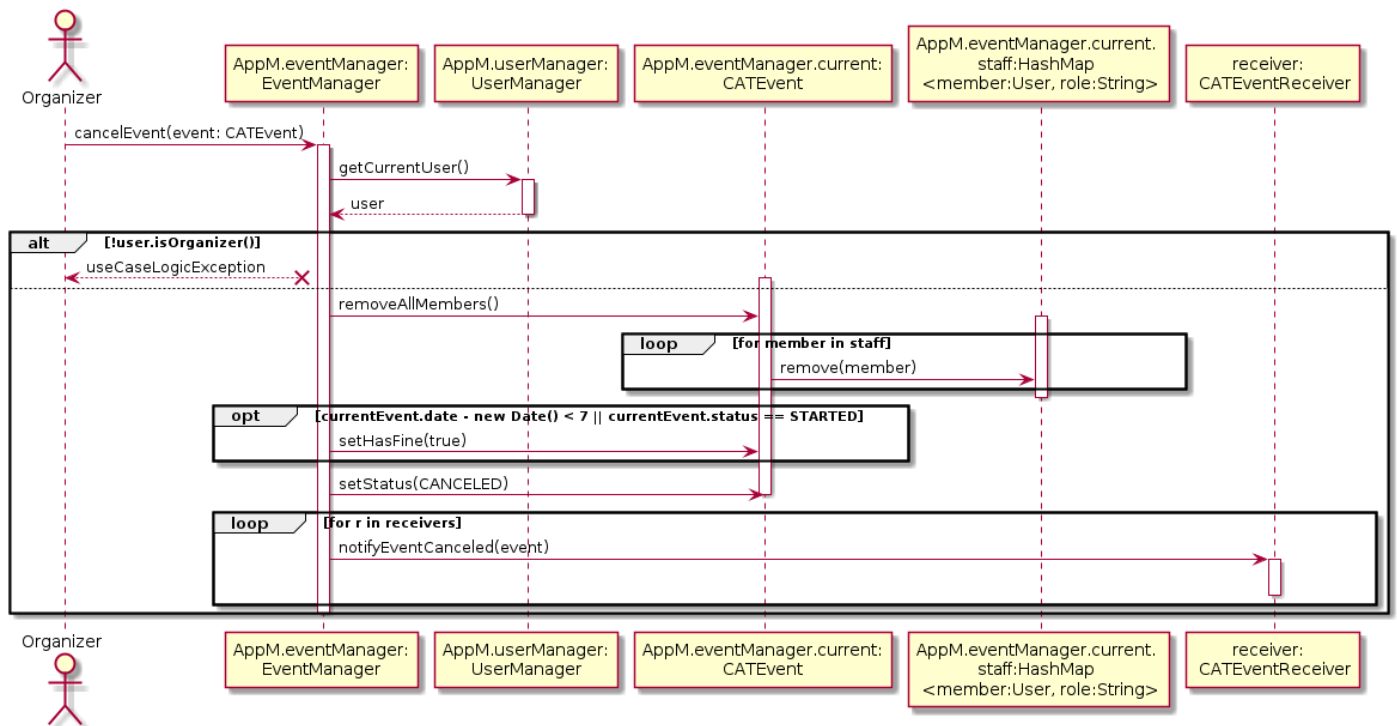 Organizer
AppM.eventManager:
EventManager
AppM.userManager:
UserManager
AppM.eventManager.current:
CATEvent
AppM.eventManager.current.
staff:HashMap
<member:User, role:String>
receiver:
CATEventReceiver
cancelEvent(event: CATEvent)
getCurrentUser()
user
alt [!user.isOrganizer()]
useCaseLogicException
removeAllMembers()
loop [for member in staff]
remove(member)
opt [currentEvent.date - new Date() < 7 || currentEvent.status == STARTED]
setHasFine(true)
setStatus(CANCELED)
loop [for r in receivers]
notifyEventCanceled(event)
Organizer
AppM.eventManager:
EventManager
AppM.userManager:
UserManager
AppM.eventManager.current:
CATEvent
AppM.eventManager.current.
staff:HashMap
<member:User, role:String>
receiver:
CATEventReceiver